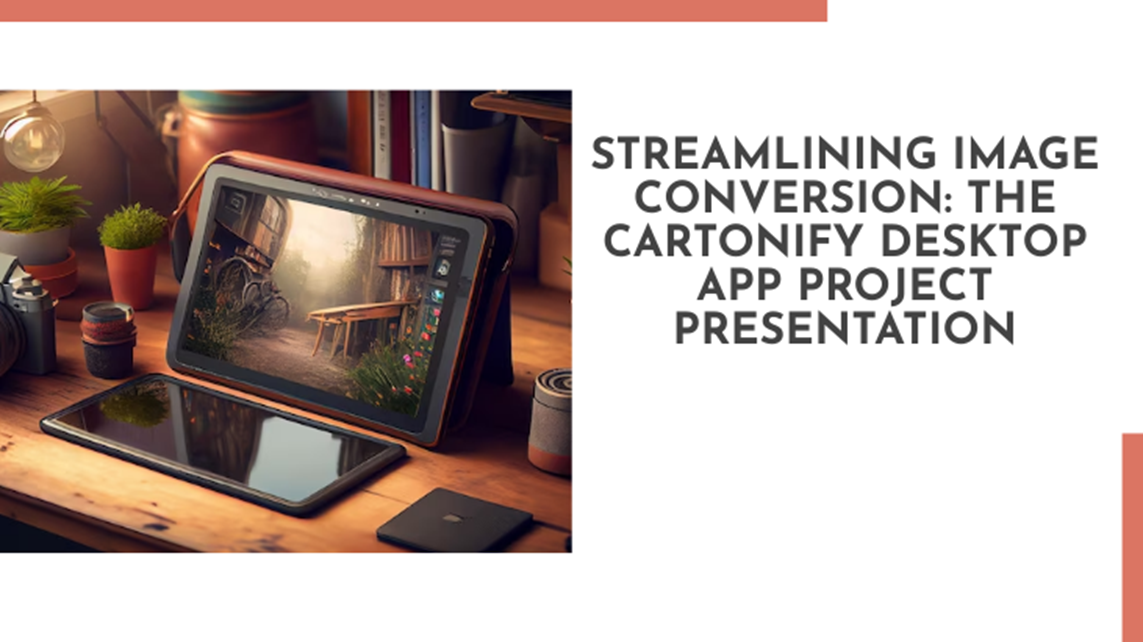 STREAMLINING IMAGE
CONVERSION: THE
CARTONIFY DESKTOP
APP PROJECT
PRESENTATION